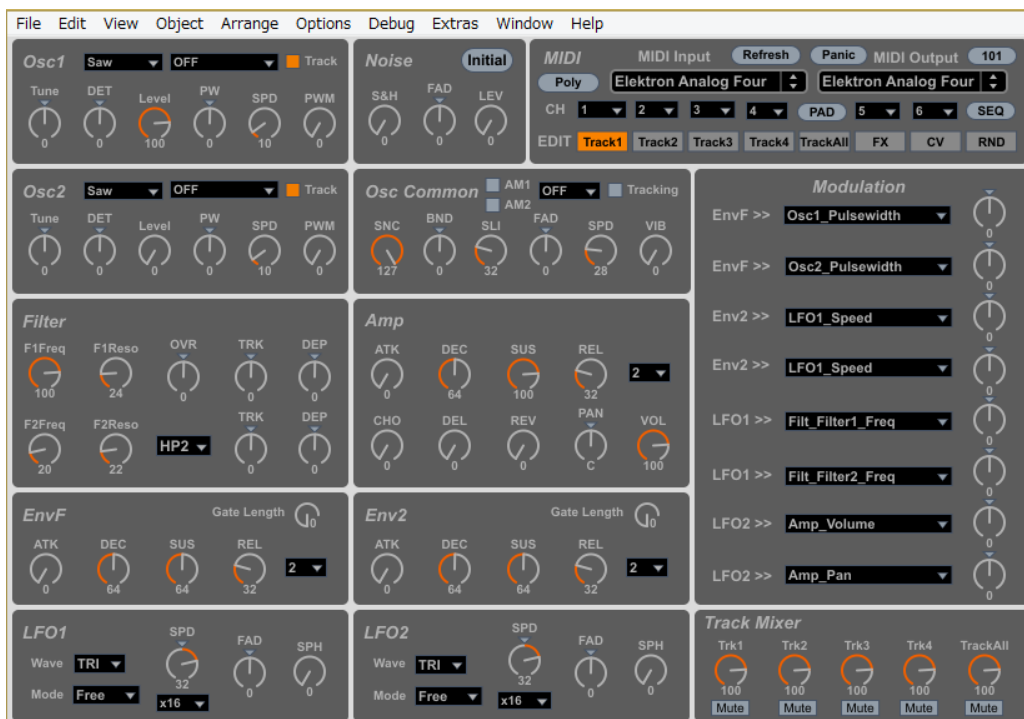 File Edit View Object Arrange Options Debug Extras Window Help
Osc1 Saw OFF Track
Tune DET Level PW SPD PWM
0 0 100 0 10 0
Noise Initial
S&H FAD LEV
0 0 0
MIDI MIDI Input Refresh Panic MIDI Output 101
Poly Elektron Analog Four Elektron Analog Four
CH 1 2 3 4 PAD 5 6 SEQ
EDIT Track1 Track2 Track3 Track4 TrackAll FX CV RND
Osc2 Saw OFF Track
Tune DET Level PW SPD PWM
0 0 0 0 10 0
Osc Common AM1 OFF Tracking
AM2
SNC BND SLI FAD SPD VIB
127 0 32 0 28 0
Modulation
EnvF >> Osc1_Pulsewidth
0
EnvF >> Osc2_Pulsewidth
0
Env2 >> LFO1_Speed
0
Env2 >> LFO1_Speed
0
LFO1 >> Filt_Filter1_Freq
0
LFO1 >> Filt_Filter2_Freq
0
LFO2 >> Amp_Volume
0
LFO2 >> Amp_Pan
0
Filter
F1Freq F1Reso OVR TRK DEP
100 24 0 0 0
F2Freq F2Reso HP2 TRK DEP
20 22 0 0
Amp
ATK DEC SUS REL 2
0 64 100 32
CHO DEL REV PAN VOL
0 0 0 C 100
EnvF Gate Length 0
ATK DEC SUS REL
0 64 64 32 2
Env2 Gate Length 0
ATK DEC SUS REL
0 64 64 32 2
LFO1 SPD FAD SPH
Wave TRI 32 0 0
Mode Free x16
LFO2 SPD FAD SPH
Wave TRI 32 0 0
Mode Free x16
Track Mixer
Trk1 Trk2 Trk3 Trk4 TrackAll
100 100 100 100 100
Mute Mute Mute Mute Mute